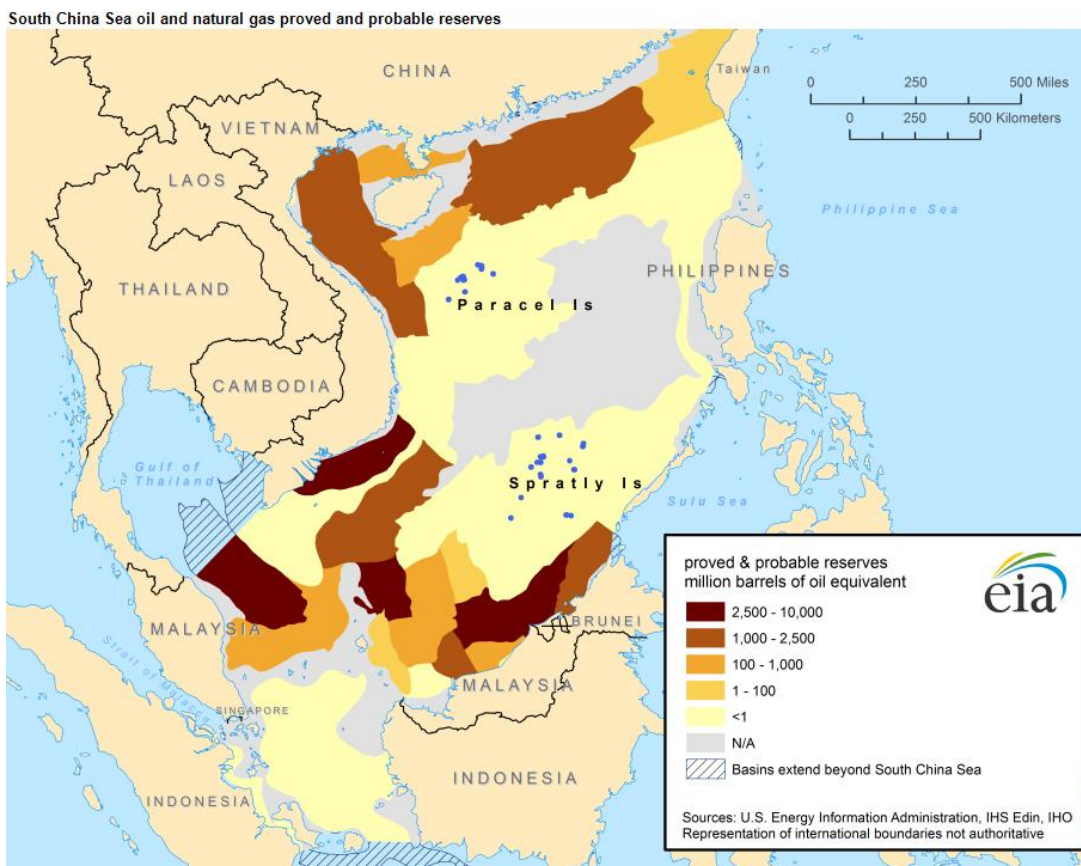 South China Sea oil and natural gas proved and probable reserves
CHINA
Taiwan
0 250 500 Miles
0 250 500 Kilometers
VIETNAM
LAOS
Philippine Sea
THAILAND
PHILIPPINES
Paracel Is
CAMBODIA
Gulf of
Thailand
Spratly Is
Sulu Sea
MALAYSIA
BRUNEI
Strait of Malacca
MALAYSIA
SINGAPORE
INDONESIA
INDONESIA
proved & probable reserves
million barrels of oil equivalent
eia
2,500 - 10,000
1,000 - 2,500
100 - 1,000
1 - 100
<1
N/A
Basins extend beyond South China Sea
Sources: U.S. Energy Information Administration, IHS Edin, IHO
Representation of international boundaries not authoritative